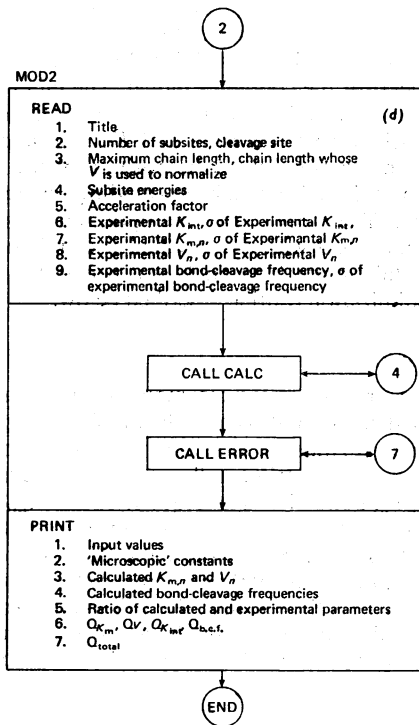 2
MOD2
READ
(d)
1. Title
2. Number of subsites, cleavage site
3. Maximum chain length, chain length whose
V is used to normalize
4. Subsite energies
5. Acceleration factor
6. Experimental K_int, σ of Experimental K_int,
7. Experimantal K_m,n, σ of Experimantal K_m,n
8. Experimental V_n, σ of Experimental V_n
9. Experimental bond-cleavage frequency, σ of
experimental bond-cleavage frequency
CALL CALC
4
CALL ERROR
7
PRINT
1. Input values
2. 'Microscopic' constants
3. Calculated K_m,n and V_n
4. Calculated bond-cleavage frequencies
5. Ratio of calculated and experimental parameters
6. Q_K_m, Q_V, Q_K_int, Q_b.c.f.
7. Q_total
END